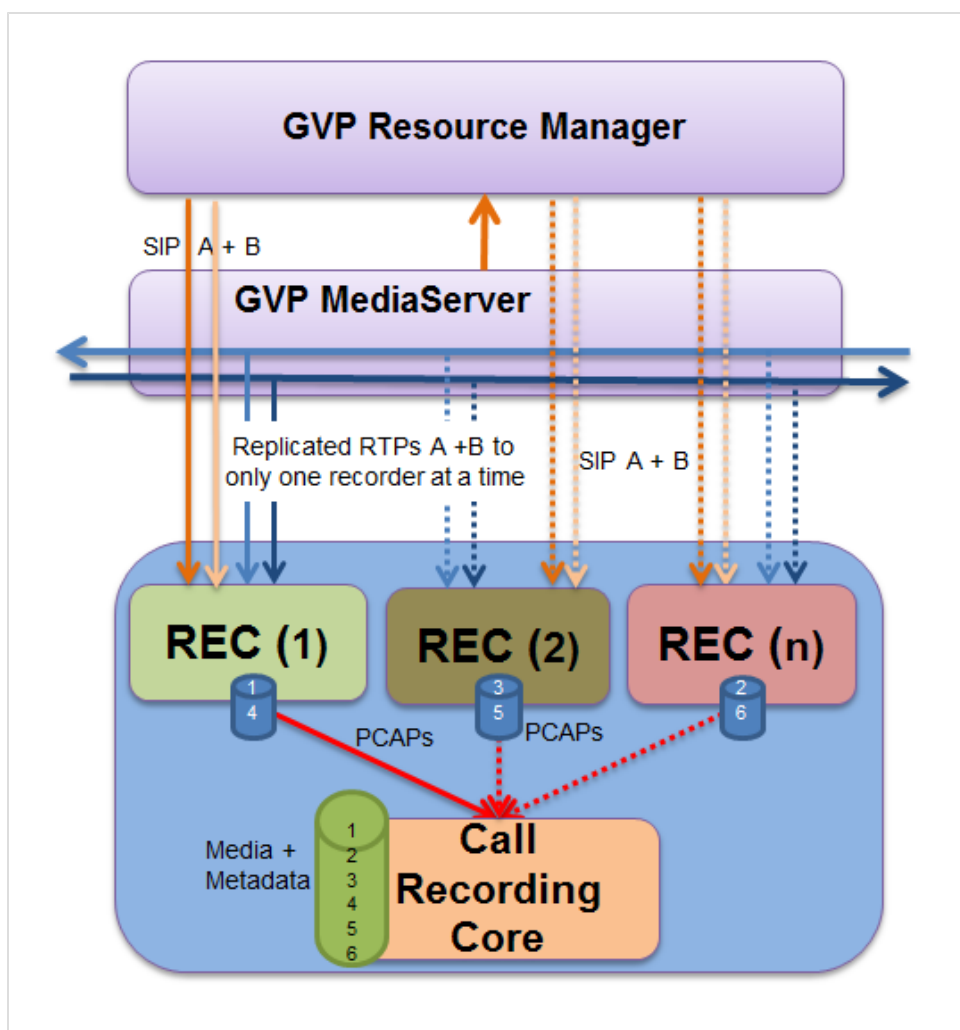 GVP Resource Manager
SIP A + B
GVP MediaServer
Replicated RTPs A +B to
only one recorder at a time
SIP A + B
REC (1)
REC (2)
REC (n)
1
4
3
5
2
6
PCAPs
PCAPs
Media +
Metadada
1
2
3
4
5
6
Call
Recording
Core